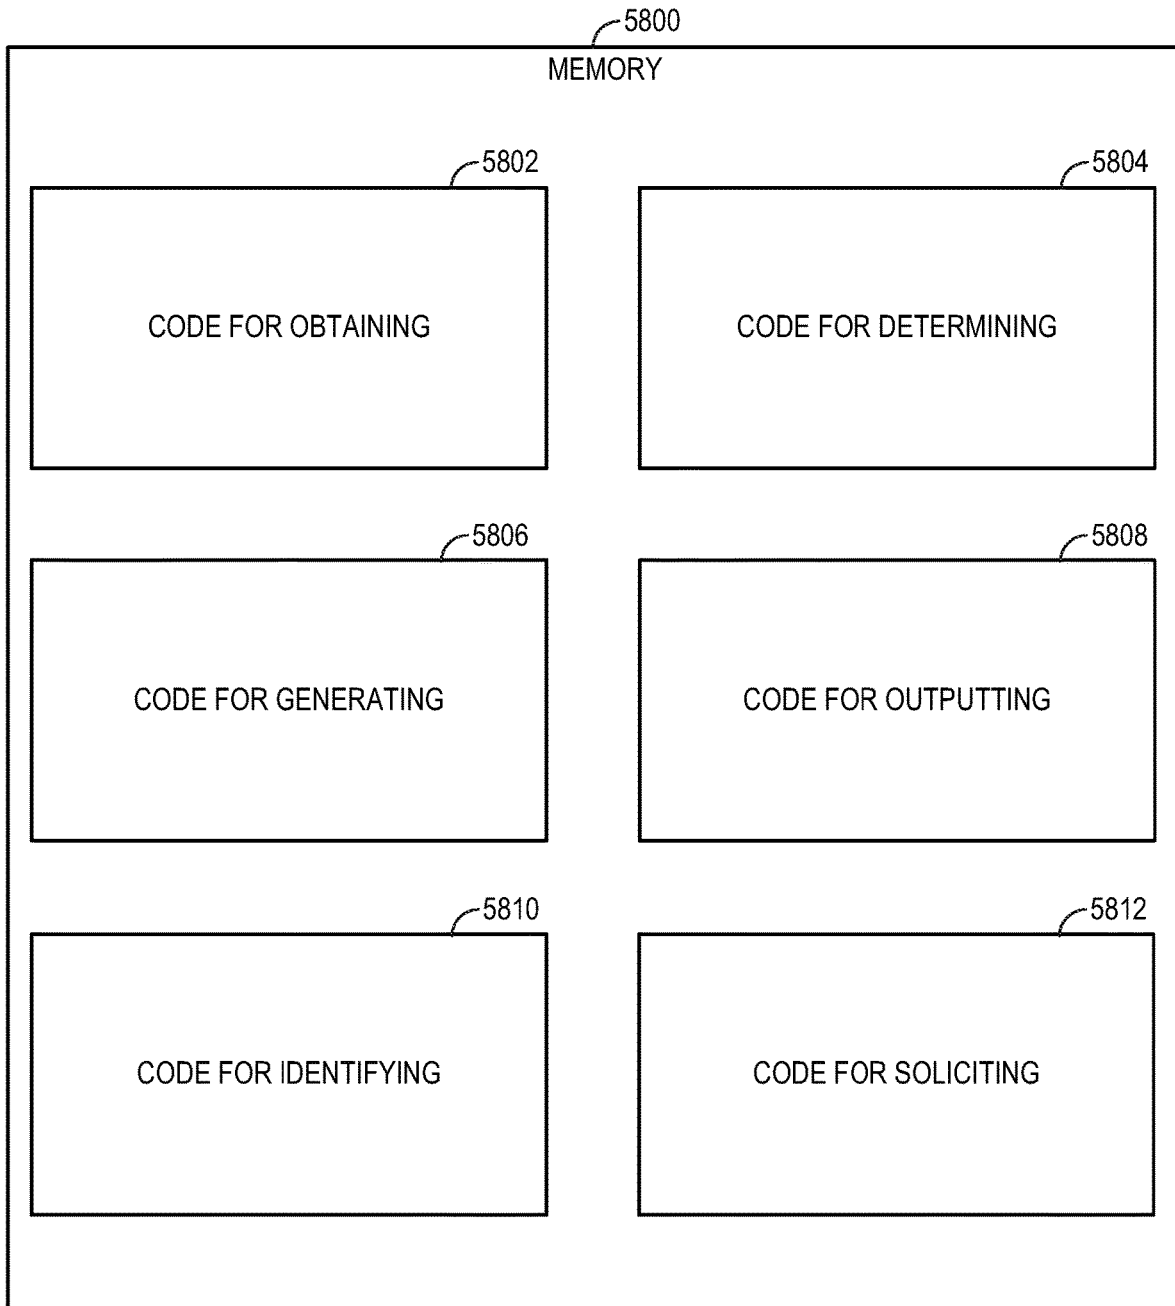 5800
MEMORY
5802
5804
CODE FOR OBTAINING
CODE FOR DETERMINING
5806
5808
CODE FOR GENERATING
CODE FOR OUTPUTTING
5810
5812
CODE FOR IDENTIFYING
CODE FOR SOLICITING